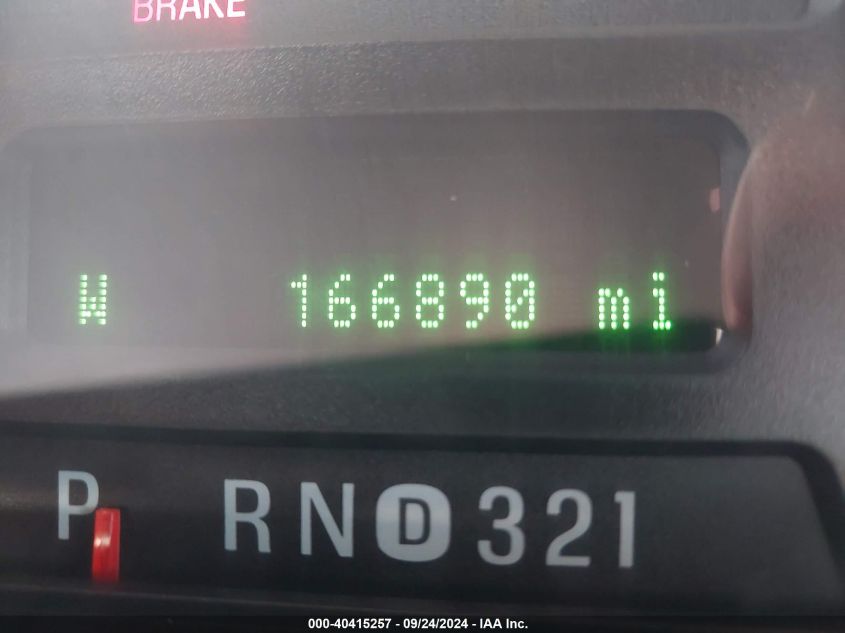 BRAKE
W 166890 mi
P R N D 3 2 1
000-40415257 - 09/24/2024 - IAA Inc.